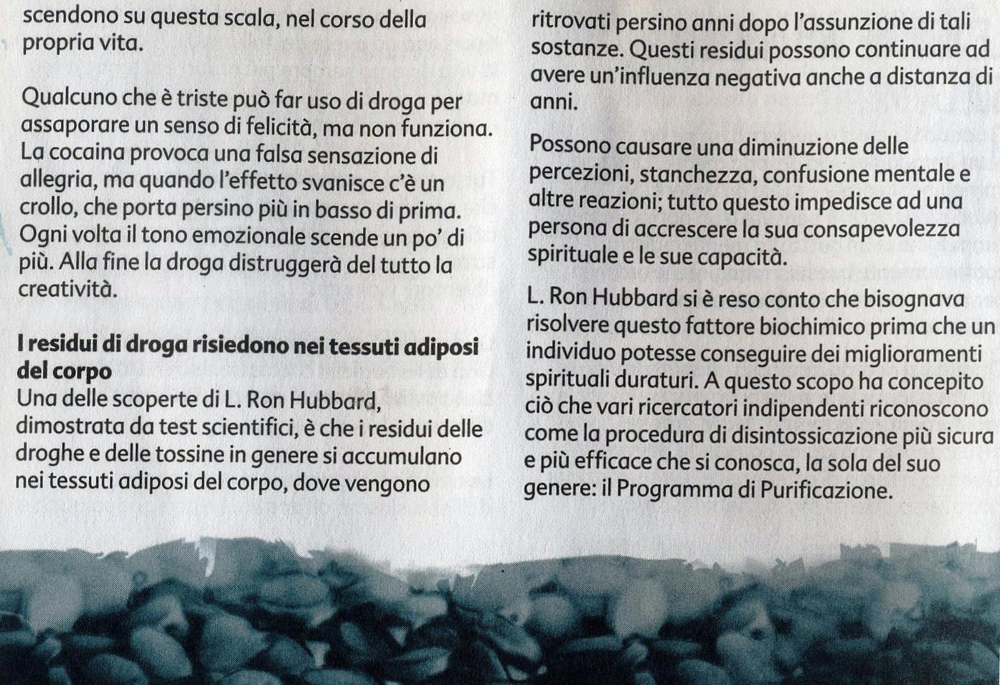 scendono su questa scala, nel corso della
propria vita.
Qualcuno che è triste può far uso di droga per
assaporare un senso di felicità, ma non funziona.
La cocaina provoca una falsa sensazione di
allegria, ma quando l'effetto svanisce c'è un
crollo, che porta persino più in basso di prima.
Ogni volta il tono emozionale scende un po' di
più. Alla fine la droga distruggerà del tutto la
creatività.
I residui di droga risiedono nei tessuti adiposi
del corpo
Una delle scoperte di L. Ron Hubbard,
dimostrata da test scientifici, è che i residui delle
droghe e delle tossine in genere si accumulano
nei tessuti adiposi del corpo, dove vengono
ritrovati persino anni dopo l'assunzione di tali
sostanze. Questi residui possono continuare ad
avere un'influenza negativa anche a distanza di
anni.
Possono causare una diminuzione delle
percezioni, stanchezza, confusione mentale e
altre reazioni; tutto questo impedisce ad una
persona di accrescere la sua consapevolezza
spirituale e le sue capacità.
L. Ron Hubbard si è reso conto che bisognava
risolvere questo fattore biochimico prima che un
individuo potesse conseguire dei miglioramenti
spirituali duraturi. A questo scopo ha concepito
ciò che vari ricercatori indipendenti riconoscono
come la procedura di disintossicazione più sicura
e più efficace che si conosca, la sola del suo
genere: il Programma di Purificazione.